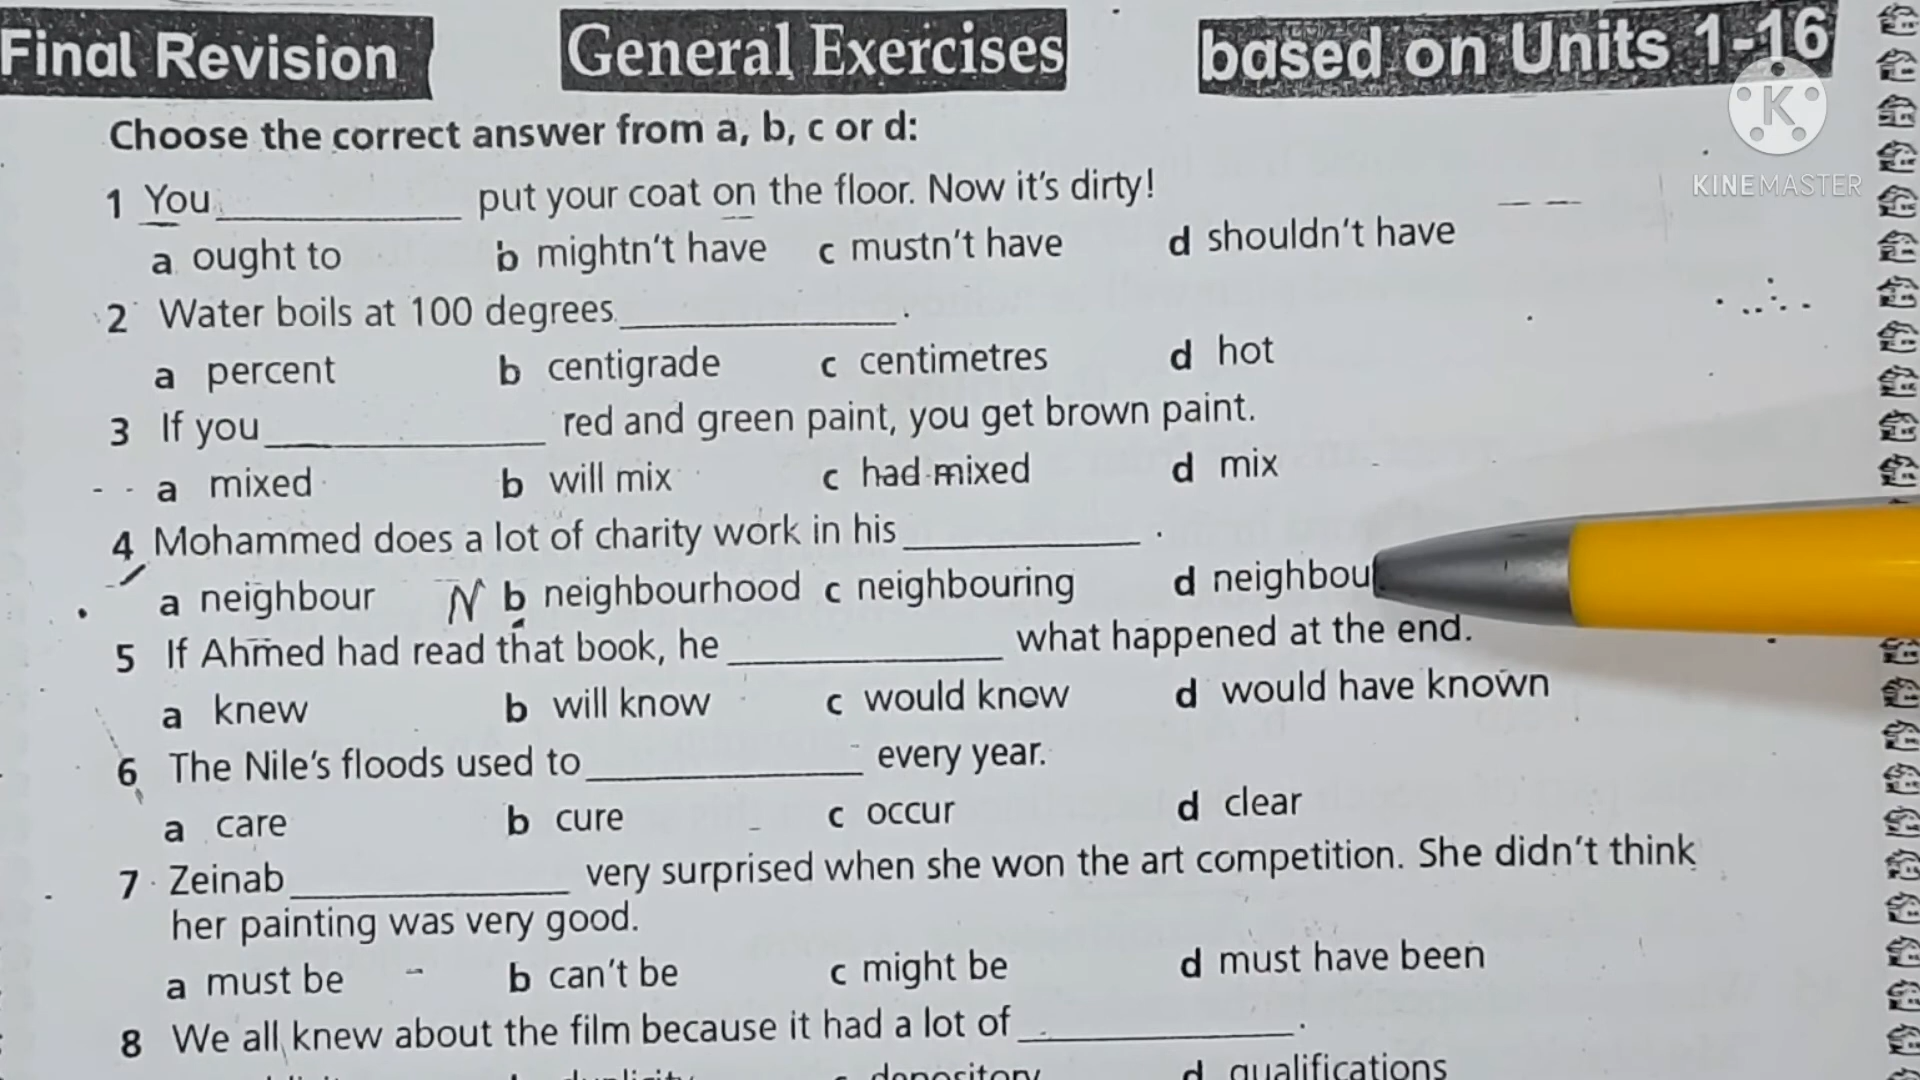 Final Revision General Exercises based on Units 1-16
KINEMASTER
Choose the correct answer from a, b, c or d:
1 You ____________ put your coat on the floor. Now it's dirty!
a ought to b mightn't have c mustn't have d shouldn't have
2 Water boils at 100 degrees ____________ .
a percent b centigrade c centimetres d hot
3 If you ____________ red and green paint, you get brown paint.
a mixed b will mix c had mixed d mix
4 Mohammed does a lot of charity work in his ____________ .
a neighbour N b neighbourhood c neighbouring d
5 If Ahmed had read that book, he ____________ what happened at the end.
a knew b will know c would know d would have known
6 The Nile's floods used to ____________ every year.
a care b cure c occur d clear
7 Zeinab ____________ very surprised when she won the art competition. She didn't think
her painting was very good.
a must be b can't be c might be d must have been
8 We all knew about the film because it had a lot of ____________ .
d qualifications